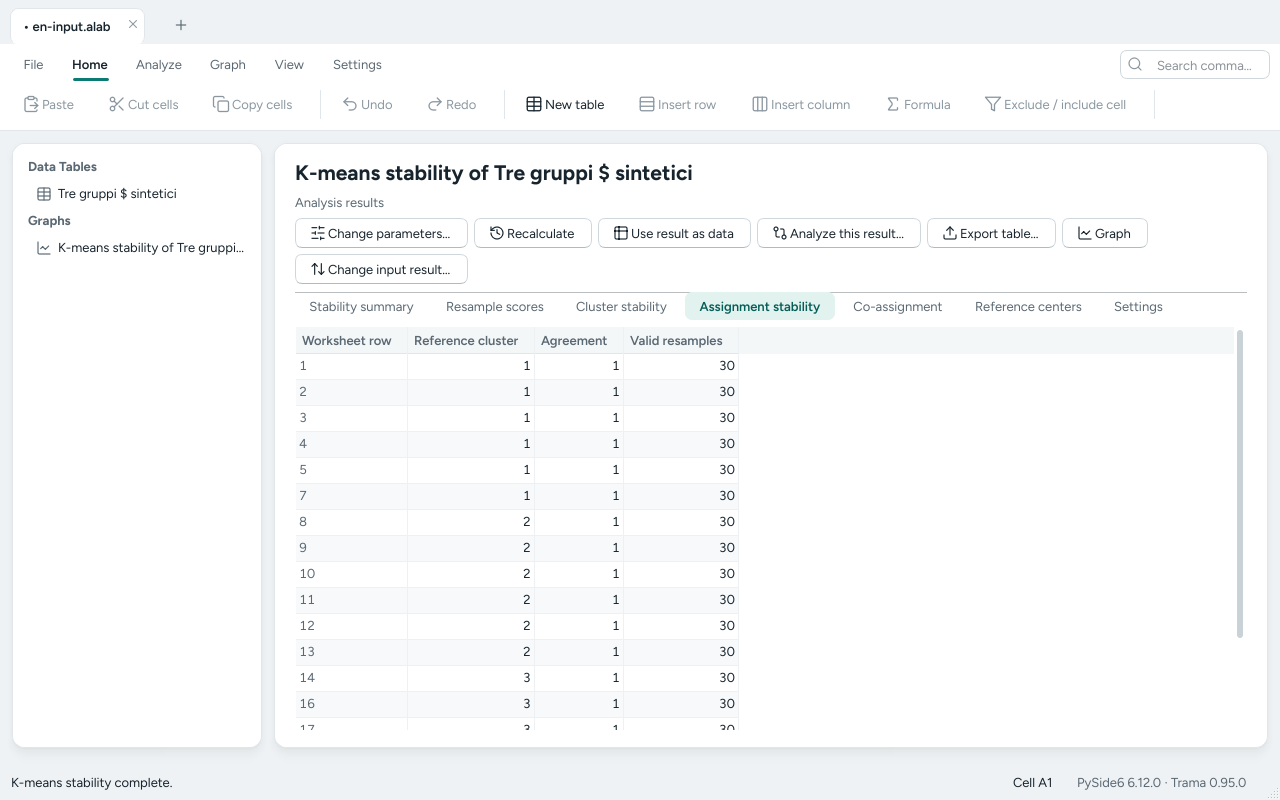 • en-input.alab
File Home Analyze Graph View Settings
Search comma...
Paste Cut cells Copy cells Undo Redo New table Insert row Insert column Formula Exclude / include cell
Data Tables
Tre gruppi $ sintetici
Graphs
K-means stability of Tre gruppi...
K-means stability of Tre gruppi $ sintetici
Analysis results
Change parameters... Recalculate Use result as data Analyze this result... Export table... Graph
Change input result...
Stability summary Resample scores Cluster stability Assignment stability Co-assignment Reference centers Settings
Worksheet row Reference cluster Agreement Valid resamples
1 1 1 30
2 1 1 30
3 1 1 30
4 1 1 30
5 1 1 30
7 1 1 30
8 2 1 30
9 2 1 30
10 2 1 30
11 2 1 30
12 2 1 30
13 2 1 30
14 3 1 30
16 3 1 30
17 3 1 30
K-means stability complete.
Cell A1 PySide6 6.12.0 · Trama 0.95.0